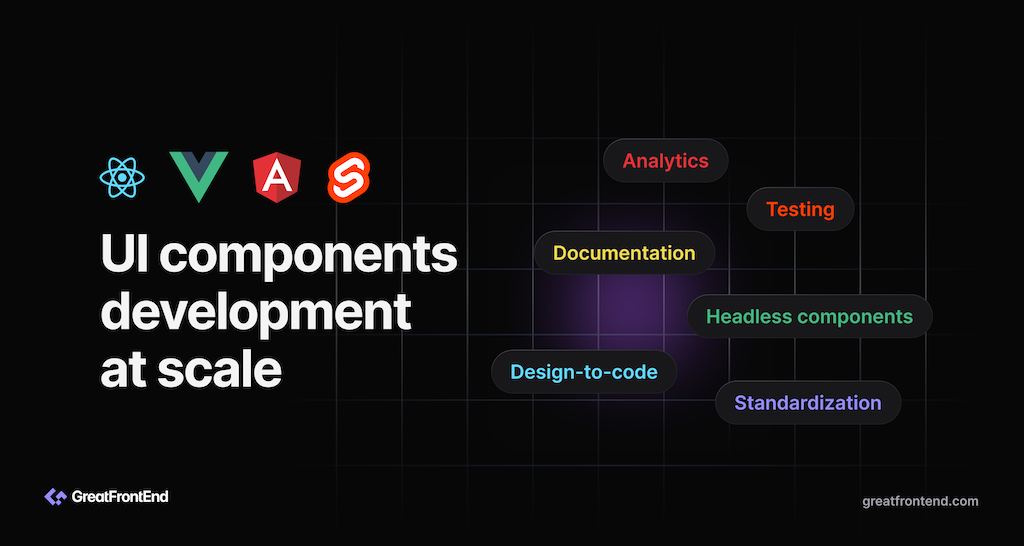 UI components
development
at scale
Analytics
Testing
Documentation
Headless components
Design-to-code
Standardization
GreatFrontEnd
greatfrontend.com